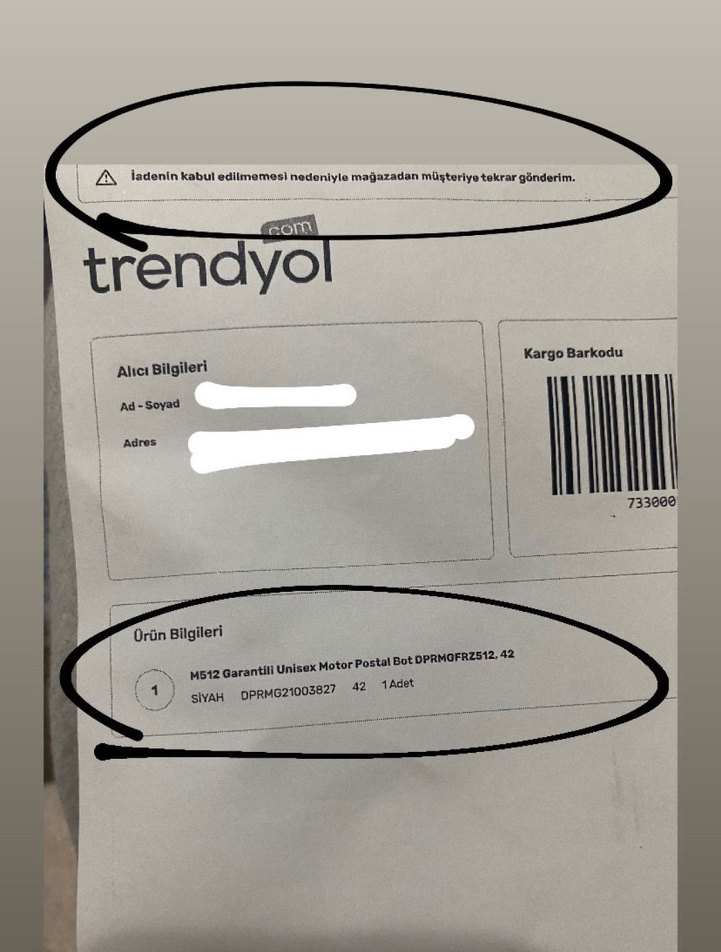 İadenin kabul edilmemesi nedeniyle mağazadan müşteriye tekrar gönderim.
com
trendyol
Alıcı Bilgileri
Ad - Soyad
Adres
Kargo Barkodu
733000
Ürün Bilgileri
1
M512 Garantili Unisex Motor Postal Bot DPRMGFRZ512, 42
SİYAH DPRMG21003827 42 1 Adet